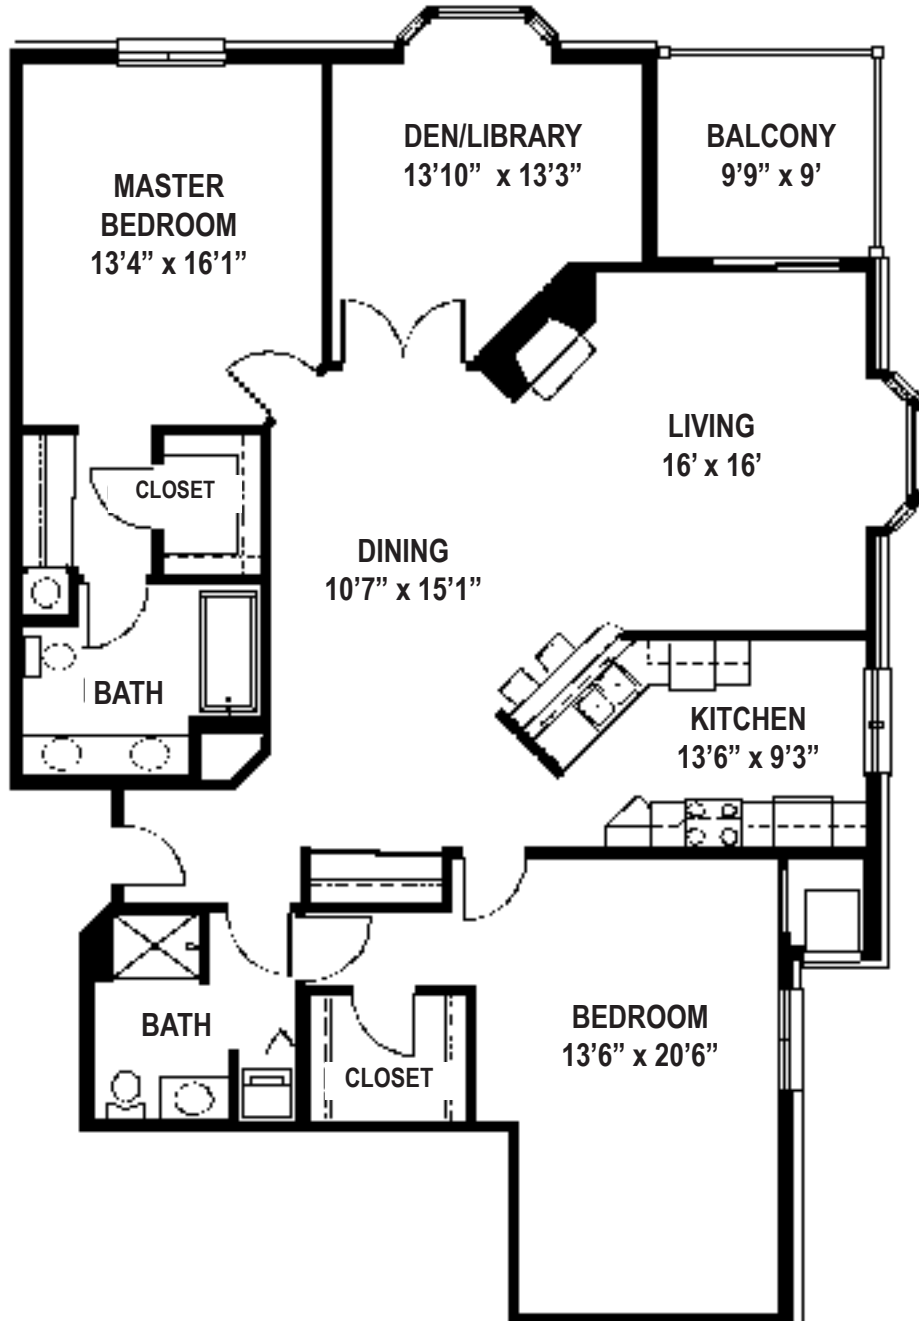 DEN/LIBRARY
13’10”  x 13’3”
BALCONY
9’9” x 9’
MASTER
BEDROOM
13’4” x 16’1”
LIVING
16’ x 16’
CLOSET
DINING
10’7” x 15’1”
BATH
KITCHEN
13’6” x 9’3”
BATH
BEDROOM
13’6” x 20’6”
CLOSET